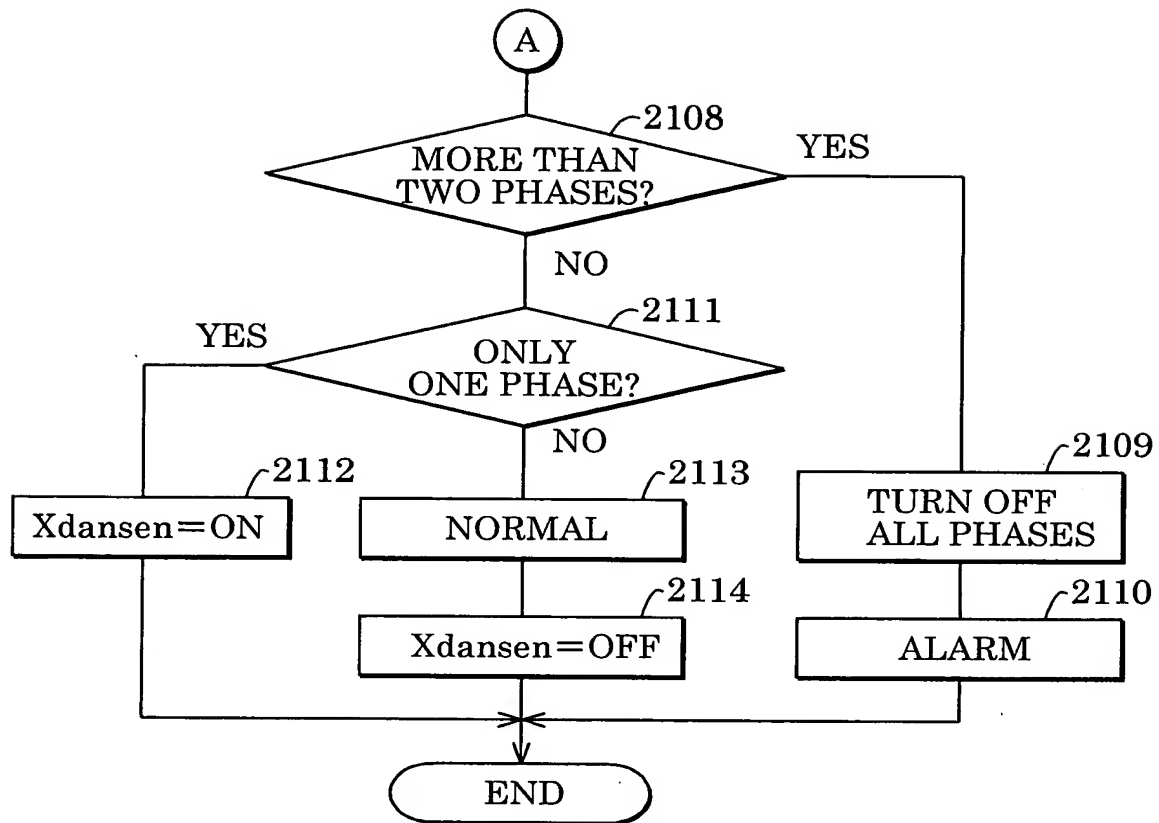 A
2108
MORE THAN
TWO PHASES?
YES
NO
2111
YES
ONLY
ONE PHASE?
NO
2112
Xdansen=ON
2113
NORMAL
2109
TURN OFF
ALL PHASES
2114
Xdansen=OFF
2110
ALARM
END